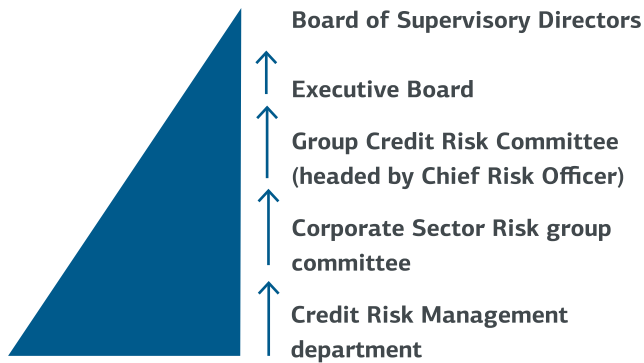 Board of Supervisory Directors
Executive Board
Group Credit Risk Committee
(headed by Chief Risk Officer)
Corporate Sector Risk group
committee
Credit Risk Management
department